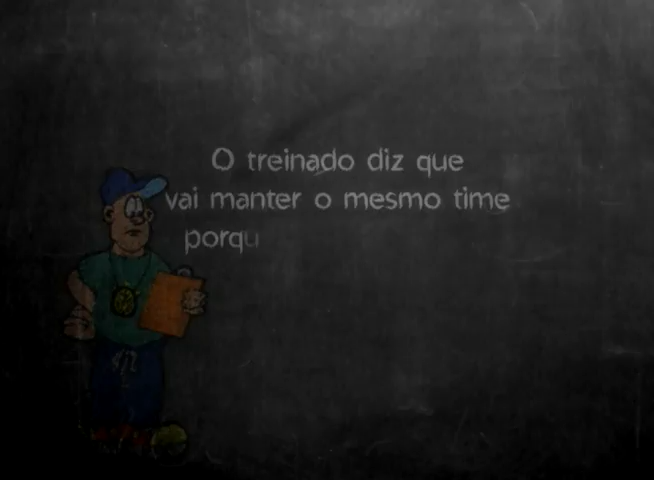 O treinado diz que
vai manter o mesmo time
porqu